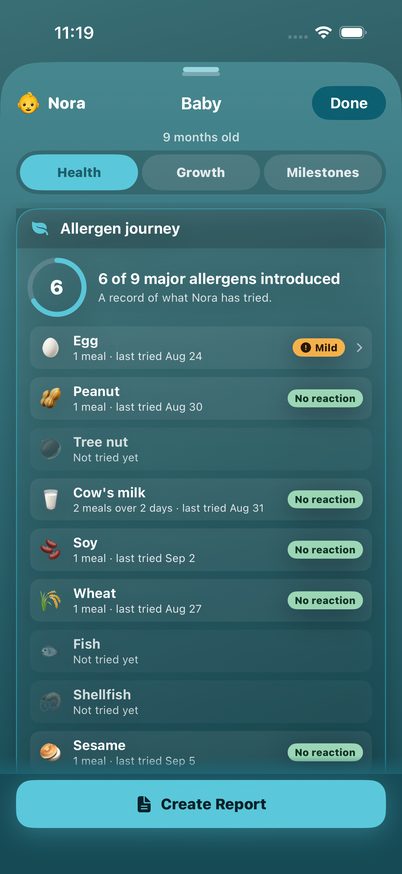 11:19
Nora
Baby
Done
9 months old
Health
Growth
Milestones
Allergen journey
6
6 of 9 major allergens introduced
A record of what Nora has tried.
Egg
1 meal · last tried Aug 24
Mild
Peanut
1 meal · last tried Aug 30
No reaction
Tree nut
Not tried yet
Cow's milk
2 meals over 2 days · last tried Aug 31
No reaction
Soy
1 meal · last tried Sep 2
No reaction
Wheat
1 meal · last tried Aug 27
No reaction
Fish
Not tried yet
Shellfish
Not tried yet
Sesame
1 meal · last tried Sep 5
No reaction
Create Report